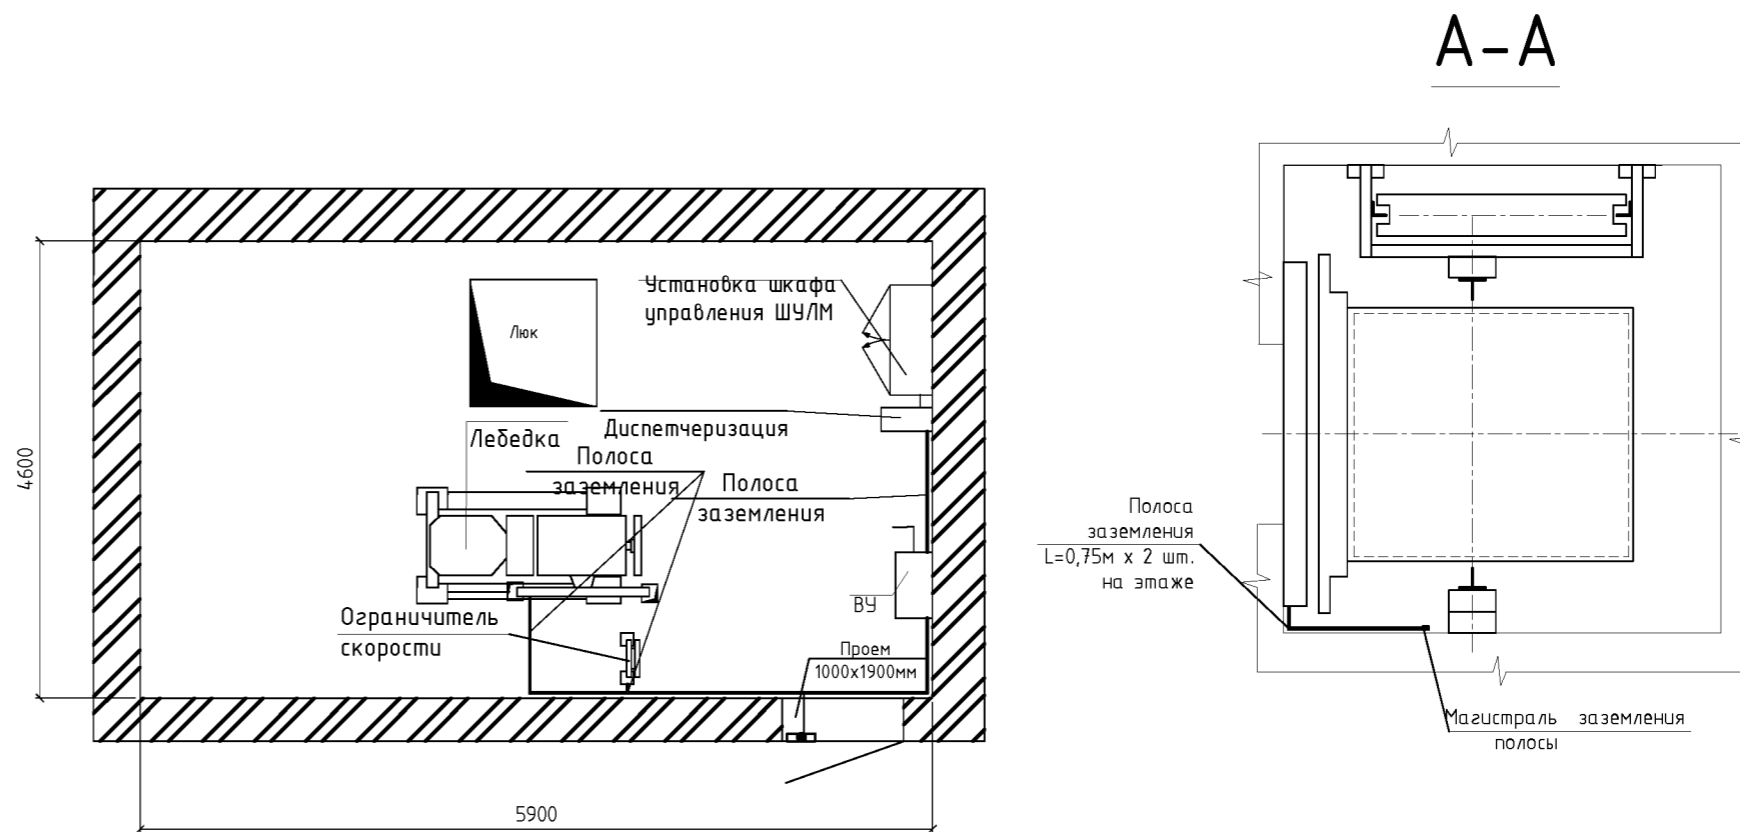 А-А
Установка шкафа
управления ШУЛМ
Люк
Диспетчеризация
Лебедка
Полоса
заземления
Полоса
заземления
4600
ВУ
Ограничитель
скорости
Проем
1000х1900мм
5900
Полоса
заземления
L=0,75м х 2 шт.
на этаже
Магистраль заземления
полосы